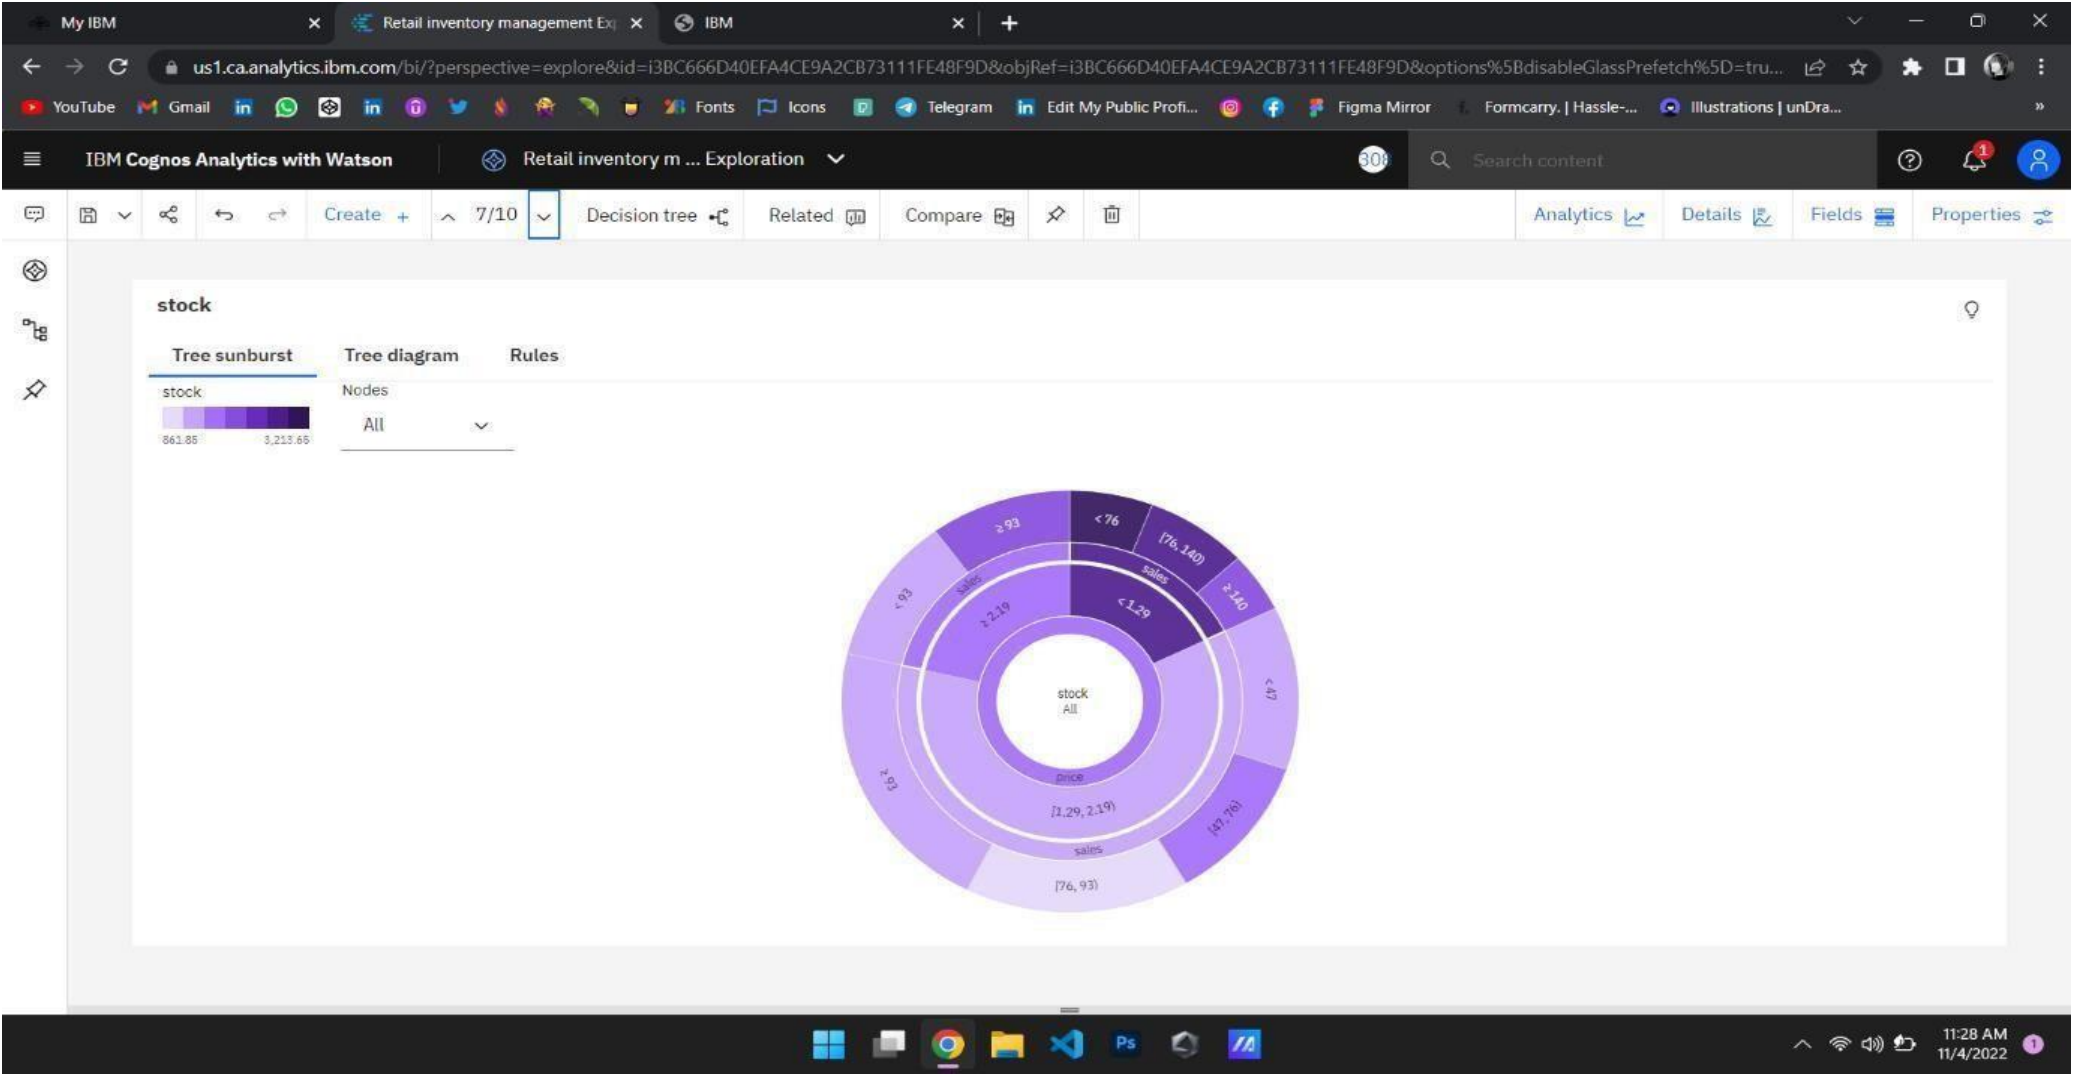 My IBM
Retail inventory management Ex
IBM
us1.ca.analytics.ibm.com/bi/?perspective=explore&id=i3BC666D40EFA4CE9A2CB73111FE48F9D&objRef=i3BC666D40EFA4CE9A2CB73111FE48F9D&options%5BdisableGlassPrefetch%5D=tru...
YouTube Gmail Fonts Icons Telegram Edit My Public Profi... Figma Mirror Formcarry. | Hassle-... Illustrations | unDra...
IBM Cognos Analytics with Watson
Retail inventory m ... Exploration
308
Search content
1
Create + 7/10 Decision tree Related Compare Analytics Details Fields Properties
stock
Tree sunburst Tree diagram Rules
stock
Nodes
861.85 3,213.65
All
≥ 93
< 76
[76, 140)
≥ 140
< 93
sales
sales
≥ 2.19
< 1.29
< 47
stock
All
≥ 93
price
[1.29, 2.19)
[47, 76)
sales
[76, 93)
Ps
11:28 AM
11/4/2022
1